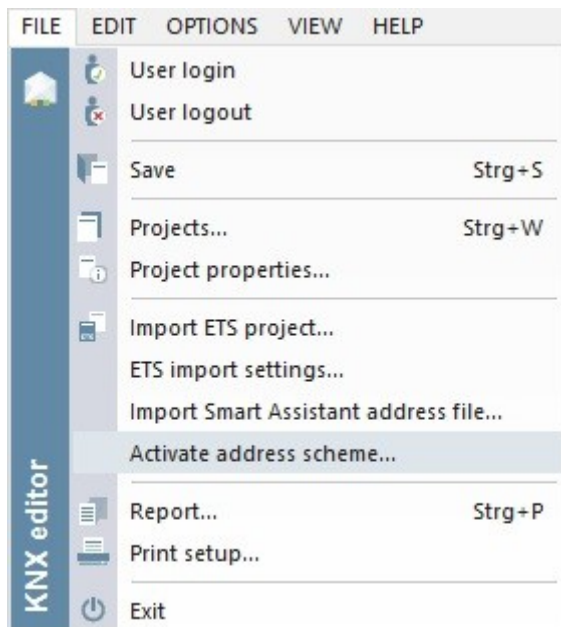 FILE EDIT OPTIONS VIEW HELP
User login
User logout
Save Strg+S
Projects... Strg+W
Project properties...
Import ETS project...
ETS import settings...
Import Smart Assistant address file...
Activate address scheme...
Report... Strg+P
Print setup...
Exit
KNX editor